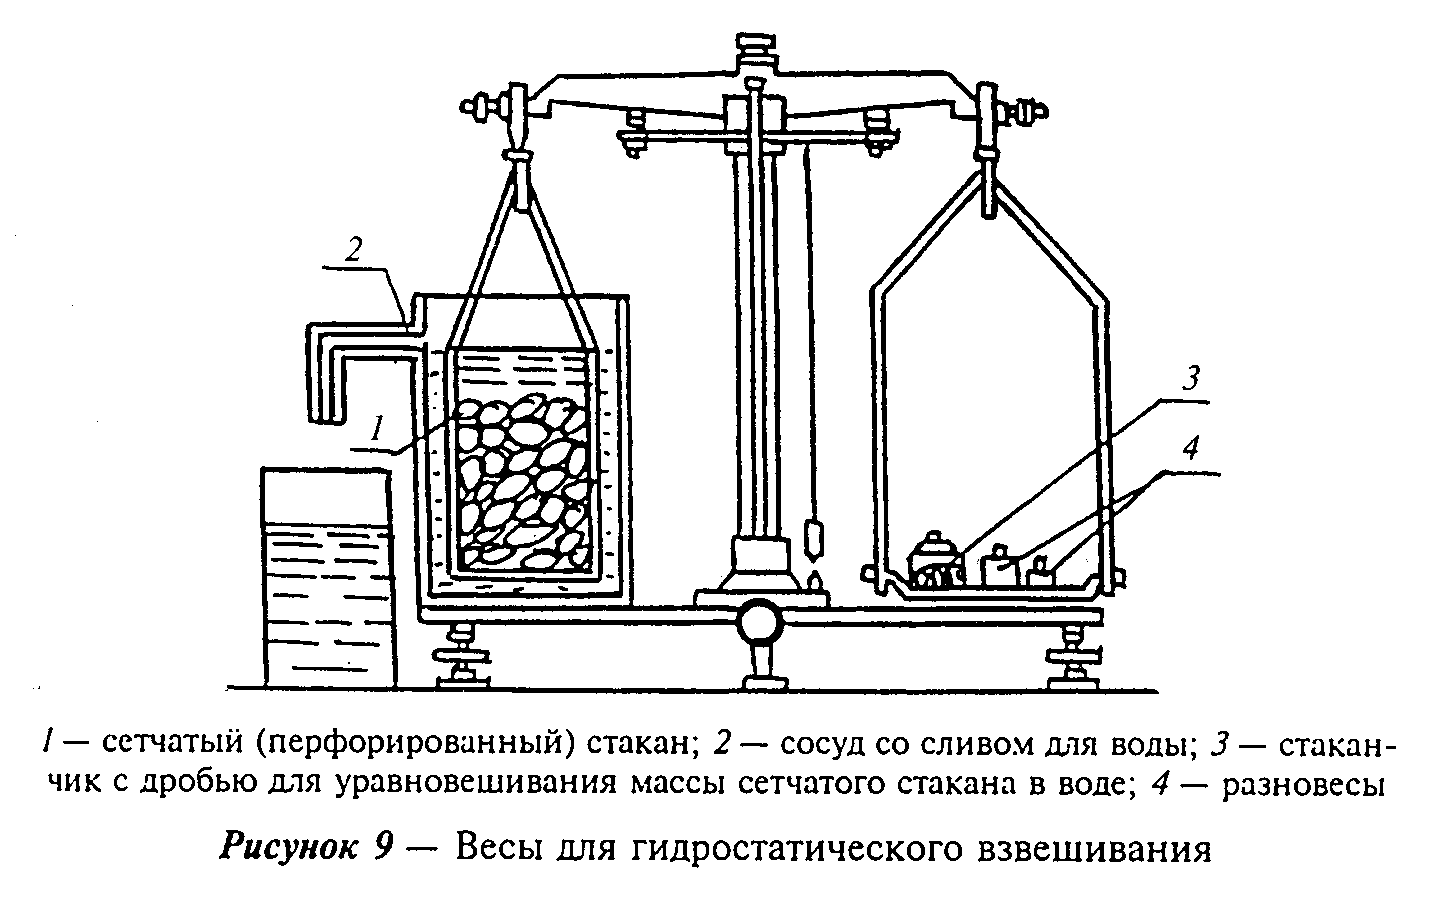 2
1
3
4
1 — сетчатый (перфорированный) стакан; 2 — сосуд со сливом для воды; 3 — стакан-
чик с дробью для уравновешивания массы сетчатого стакана в воде; 4 — разновесы
Рисунок 9 — Весы для гидростатического взвешивания